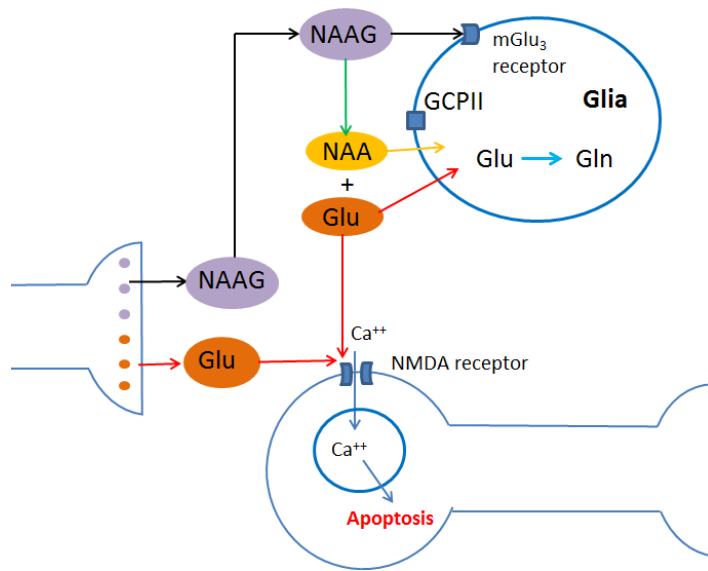 NAAG
mGlu₃
receptor
GCPII
Glia
NAA
Glu
Gln
+
Glu
NAAG
Ca⁺⁺
Glu
NMDA receptor
Ca⁺⁺
Apoptosis